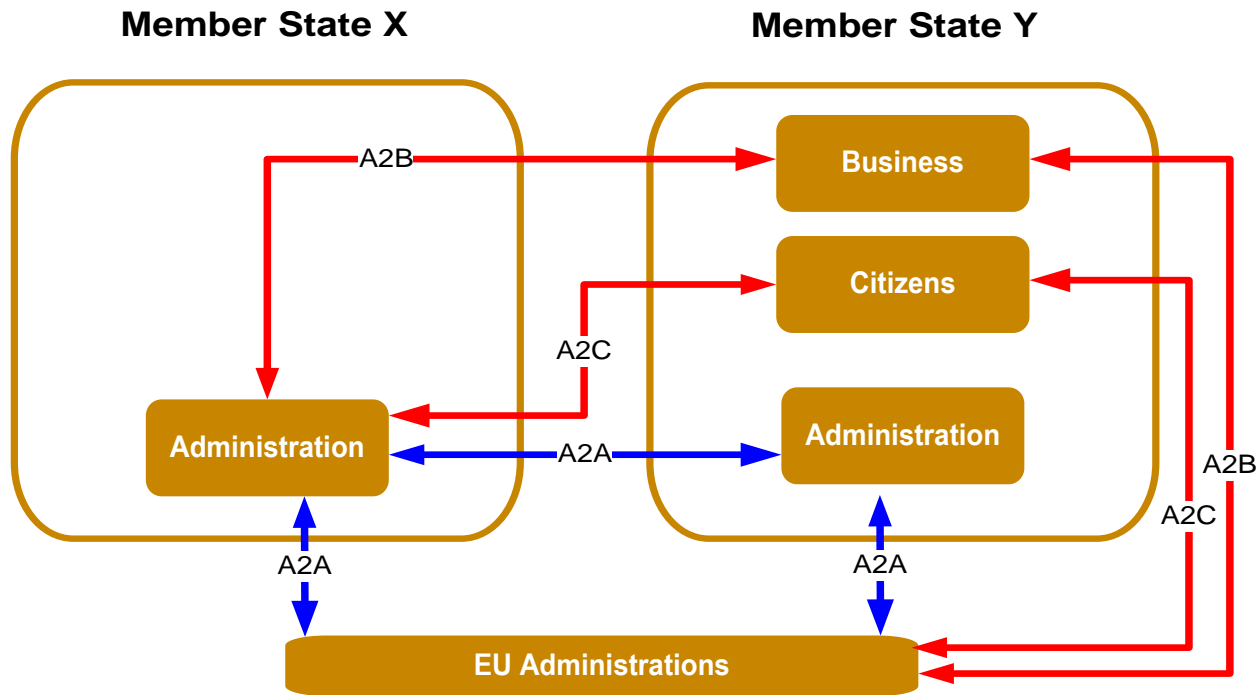 Member State X
Member State Y
A2B
Business
Citizens
A2C
Administration
Administration
A2A
A2B
A2C
A2A
A2A
EU Administrations